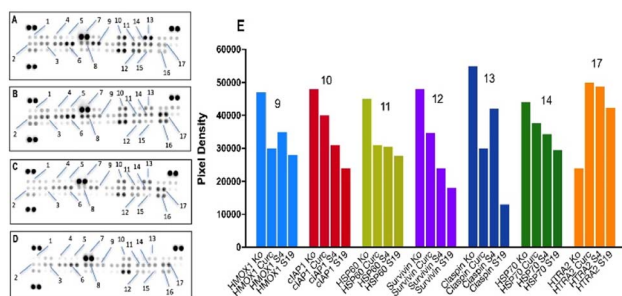 A
1 4 5 7 9 10 11 14 13
2 3 6 8 12 15 16 17
B
1 4 5 7 9 10 11 14 13
2 3 6 8 12 15 16 17
C
1 4 5 7 9 10 11 14 13
2 3 6 8 12 15 16 17
D
1 4 5 7 9 10 11 14 13
2 3 6 8 12 15 16 17
E
Pixel Density
60000
50000
40000
30000
20000
10000
0
9
10
11
12
13
14
17
HMOX1 Ko
HMOX1 Curc
HMOX1 S4
HMOX1 S19
cIAP1 Ko
cIAP1 Curc
cIAP1 S4
cIAP1 S19
HSP60 Ko
HSP60 Curc
HSP60 S4
HSP60 S19
Survivin Ko
Survivin Curc
Survivin S4
Survivin S19
Claspin Ko
Claspin Curc
Claspin S4
Claspin S19
HSP70 Ko
HSP70 Curc
HSP70 S4
HSP70 S19
HTRA2 Ko
HTRA2 Curc
HTRA2 S4
HTRA2 S19